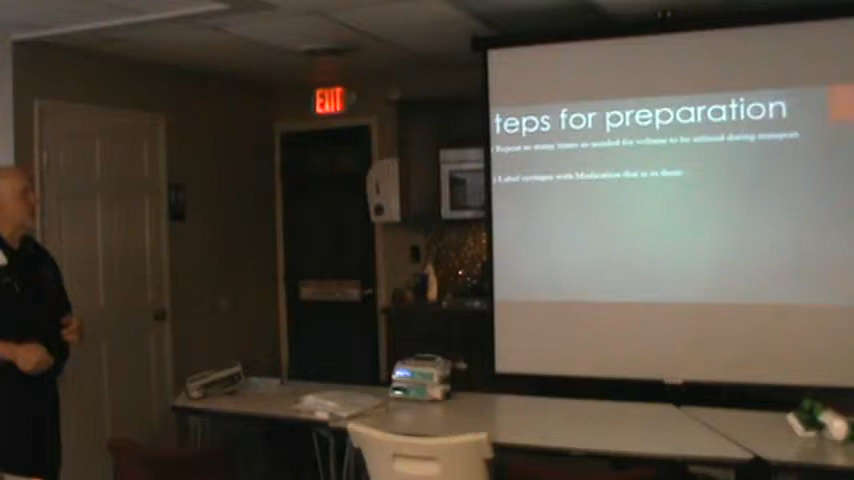 EXIT
teps for preparation
Repeat as many times as needed for volume to be utilized during transport
Label syringes with Medication that is in them